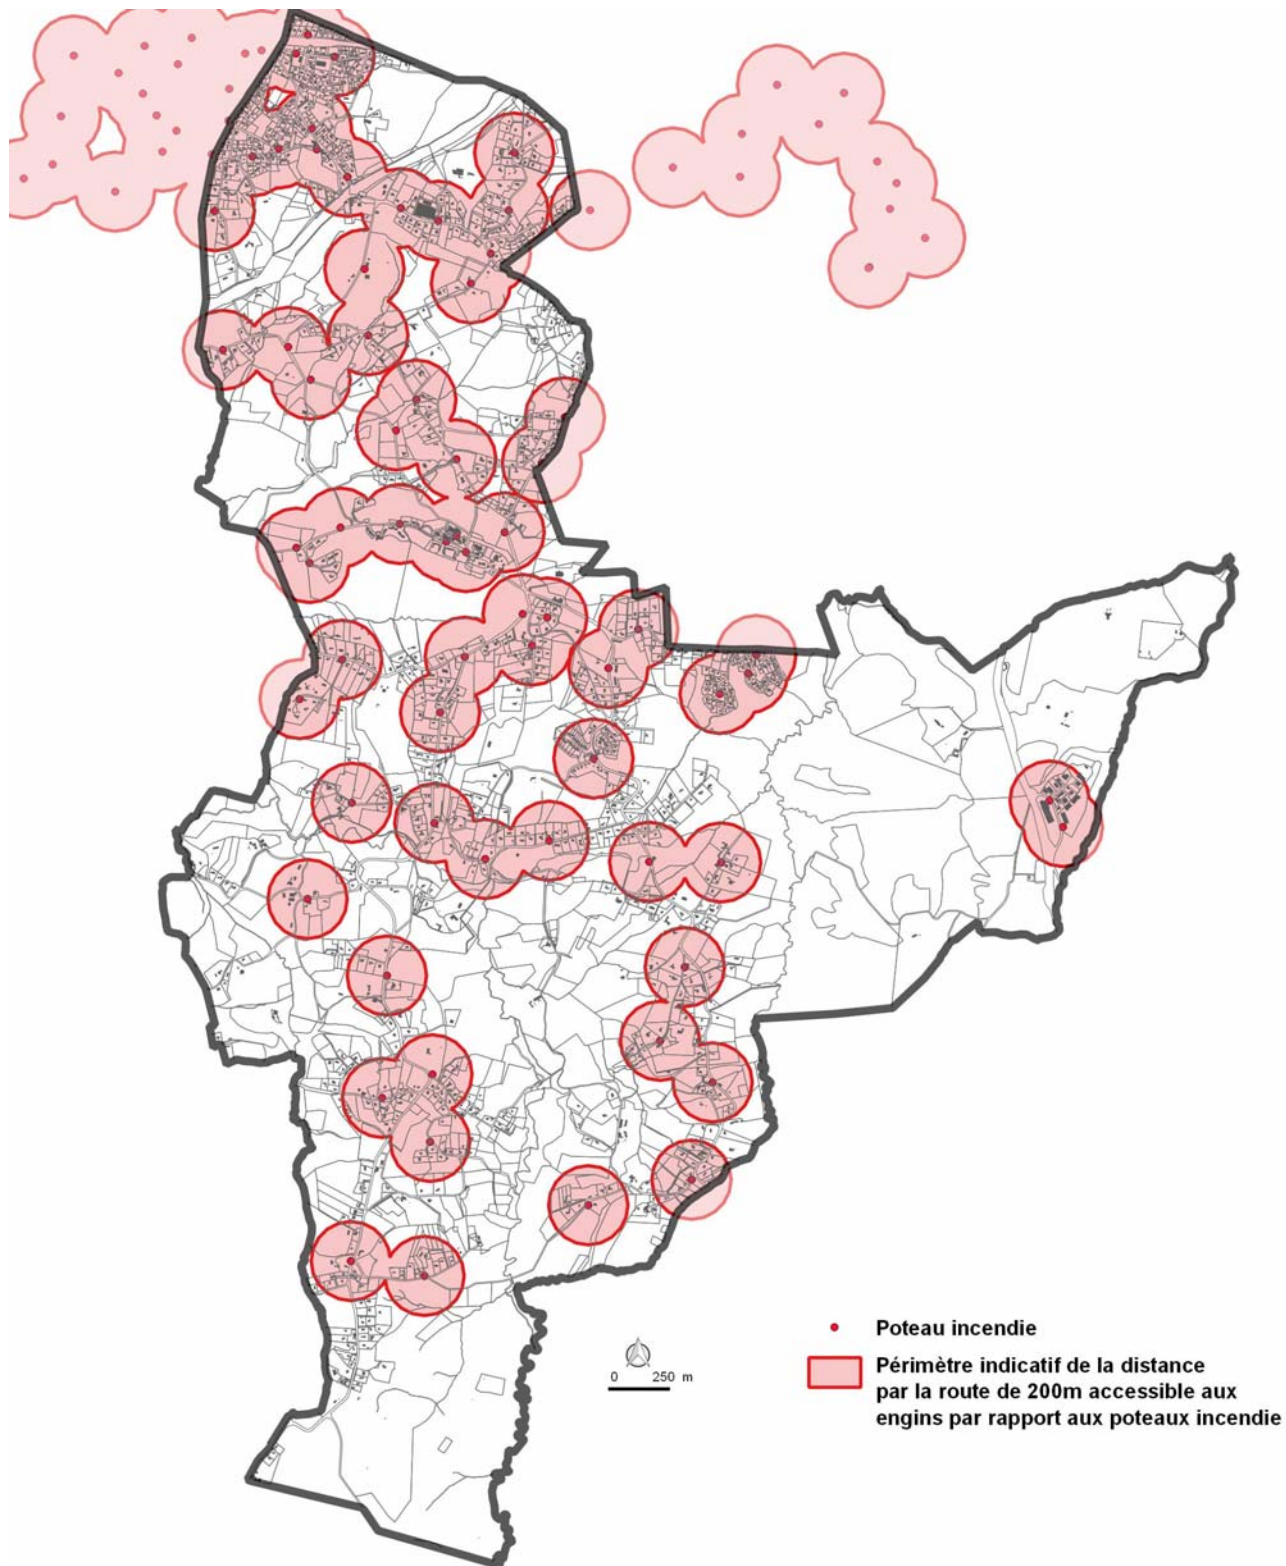 Poteau incendie
0 250 m
Périmètre indicatif de la distance
par la route de 200m accessible aux
engins par rapport aux poteaux incendie